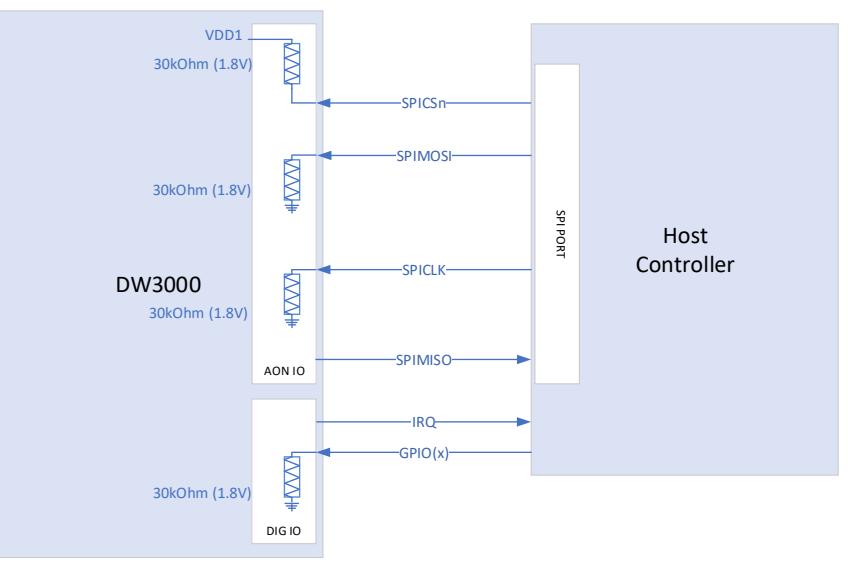 VDD1
30kOhm (1.8V)
SPICSn
SPIMOSI
30kOhm (1.8V)
SPI PORT
Host
Controller
SPICLK
DW3000
30kOhm (1.8V)
SPIMISO
AON IO
IRQ
GPIO(x)
30kOhm (1.8V)
DIG IO